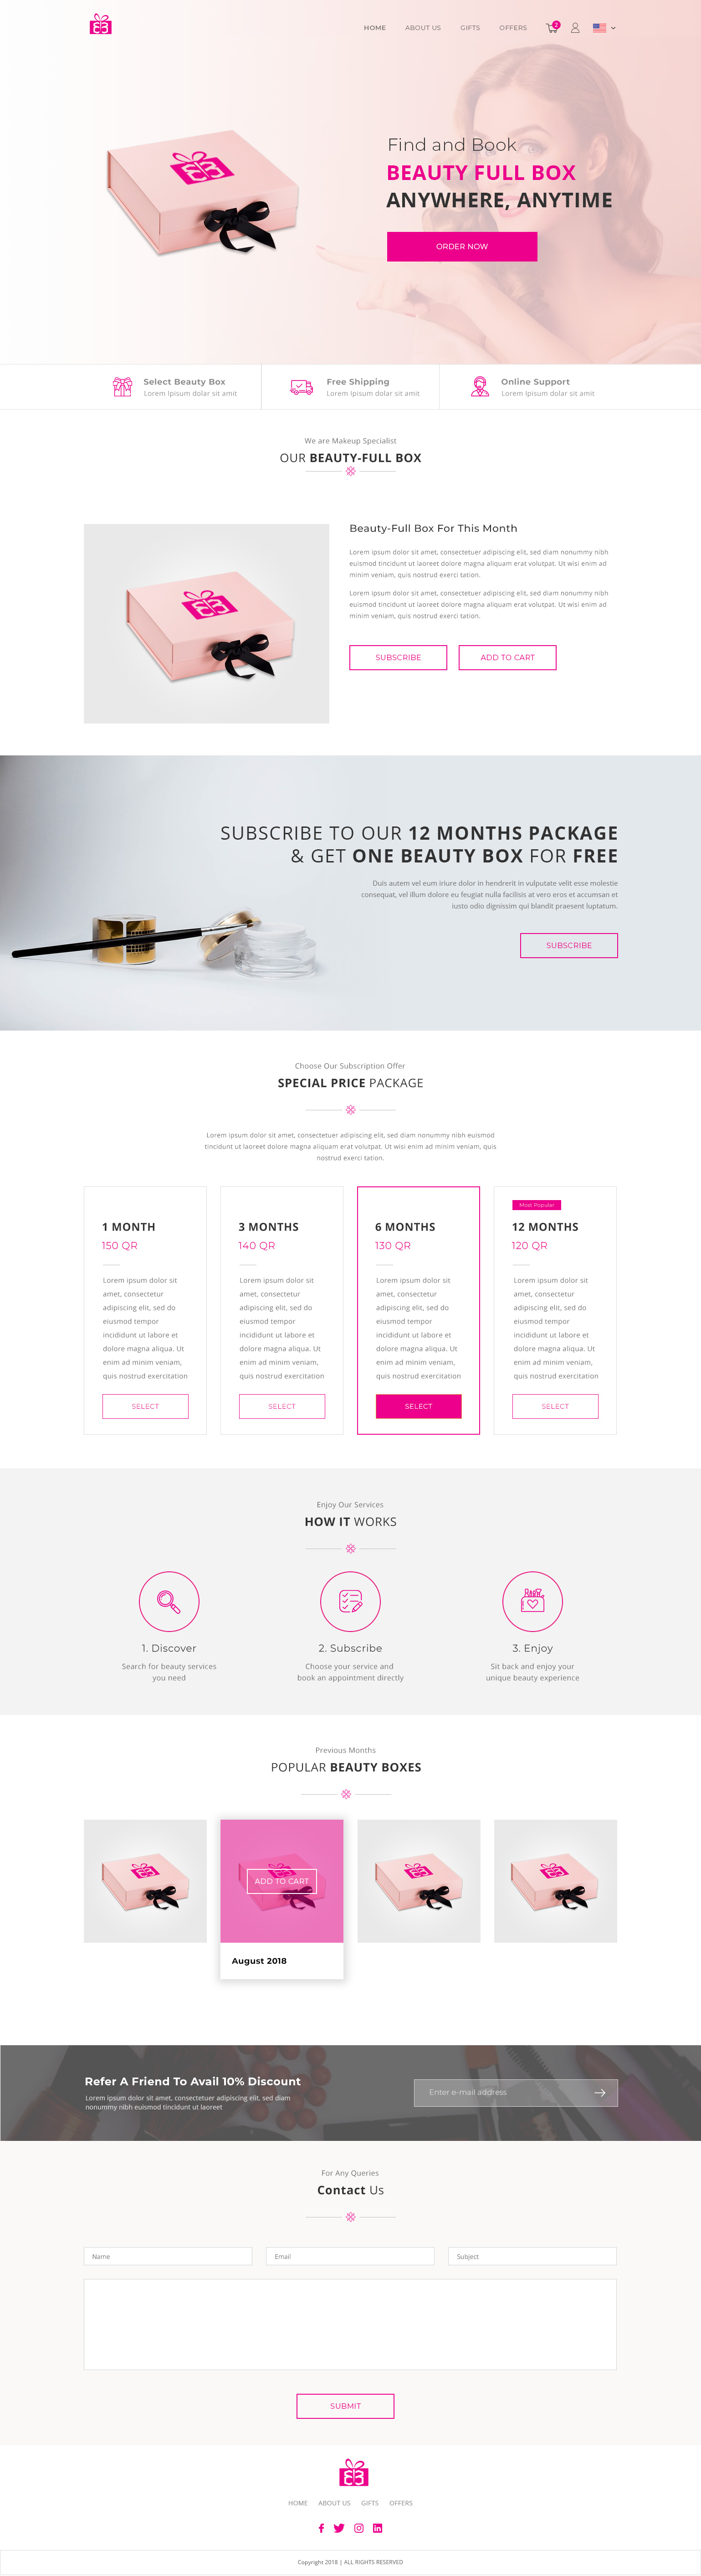 HOME ABOUT US GIFTS OFFERS 2
Find and Book
BEAUTY FULL BOX
ANYWHERE, ANYTIME
ORDER NOW
Select Beauty Box
Lorem Ipisum dolar sit amit
Free Shipping
Lorem Ipisum dolar sit amit
Online Support
Lorem Ipisum dolar sit amit
We are Makeup Specialist
OUR BEAUTY-FULL BOX
Beauty-Full Box For This Month
Lorem ipsum dolor sit amet, consectetuer adipiscing elit, sed diam nonummy nibh
euismod tincidunt ut laoreet dolore magna aliquam erat volutpat. Ut wisi enim ad
minim veniam, quis nostrud exerci tation.
Lorem ipsum dolor sit amet, consectetuer adipiscing elit, sed diam nonummy nibh
euismod tincidunt ut laoreet dolore magna aliquam erat volutpat. Ut wisi enim ad
minim veniam, quis nostrud exerci tation.
SUBSCRIBE ADD TO CART
SUBSCRIBE TO OUR 12 MONTHS PACKAGE
& GET ONE BEAUTY BOX FOR FREE
Duis autem vel eum iriure dolor in hendrerit in vulputate velit esse molestie
consequat, vel illum dolore eu feugiat nulla facilisis at vero eros et accumsan et
iusto odio dignissim qui blandit praesent luptatum.
SUBSCRIBE
Choose Our Subscription Offer
SPECIAL PRICE PACKAGE
Lorem ipsum dolor sit amet, consectetuer adipiscing elit, sed diam nonummy nibh euismod
tincidunt ut laoreet dolore magna aliquam erat volutpat. Ut wisi enim ad minim veniam, quis
nostrud exerci tation.
1 MONTH
150 QR
Lorem ipsum dolor sit
amet, consectetur
adipiscing elit, sed do
eiusmod tempor
incididunt ut labore et
dolore magna aliqua. Ut
enim ad minim veniam,
quis nostrud exercitation
SELECT
3 MONTHS
140 QR
Lorem ipsum dolor sit
amet, consectetur
adipiscing elit, sed do
eiusmod tempor
incididunt ut labore et
dolore magna aliqua. Ut
enim ad minim veniam,
quis nostrud exercitation
SELECT
6 MONTHS
130 QR
Lorem ipsum dolor sit
amet, consectetur
adipiscing elit, sed do
eiusmod tempor
incididunt ut labore et
dolore magna aliqua. Ut
enim ad minim veniam,
quis nostrud exercitation
SELECT
Most Popular
12 MONTHS
120 QR
Lorem ipsum dolor sit
amet, consectetur
adipiscing elit, sed do
eiusmod tempor
incididunt ut labore et
dolore magna aliqua. Ut
enim ad minim veniam,
quis nostrud exercitation
SELECT
Enjoy Our Services
HOW IT WORKS
1. Discover
Search for beauty services
you need
2. Subscribe
Choose your service and
book an appointment directly
3. Enjoy
Sit back and enjoy your
unique beauty experience
Previous Months
POPULAR BEAUTY BOXES
ADD TO CART
August 2018
Refer A Friend To Avail 10% Discount
Lorem ipsum dolor sit amet, consectetuer adipiscing elit, sed diam
nonummy nibh euismod tincidunt ut laoreet
Enter e-mail address
For Any Queries
Contact Us
Name
Email
Subject
SUBMIT
HOME ABOUT US GIFTS OFFERS
Copyright 2018 | ALL RIGHTS RESERVED